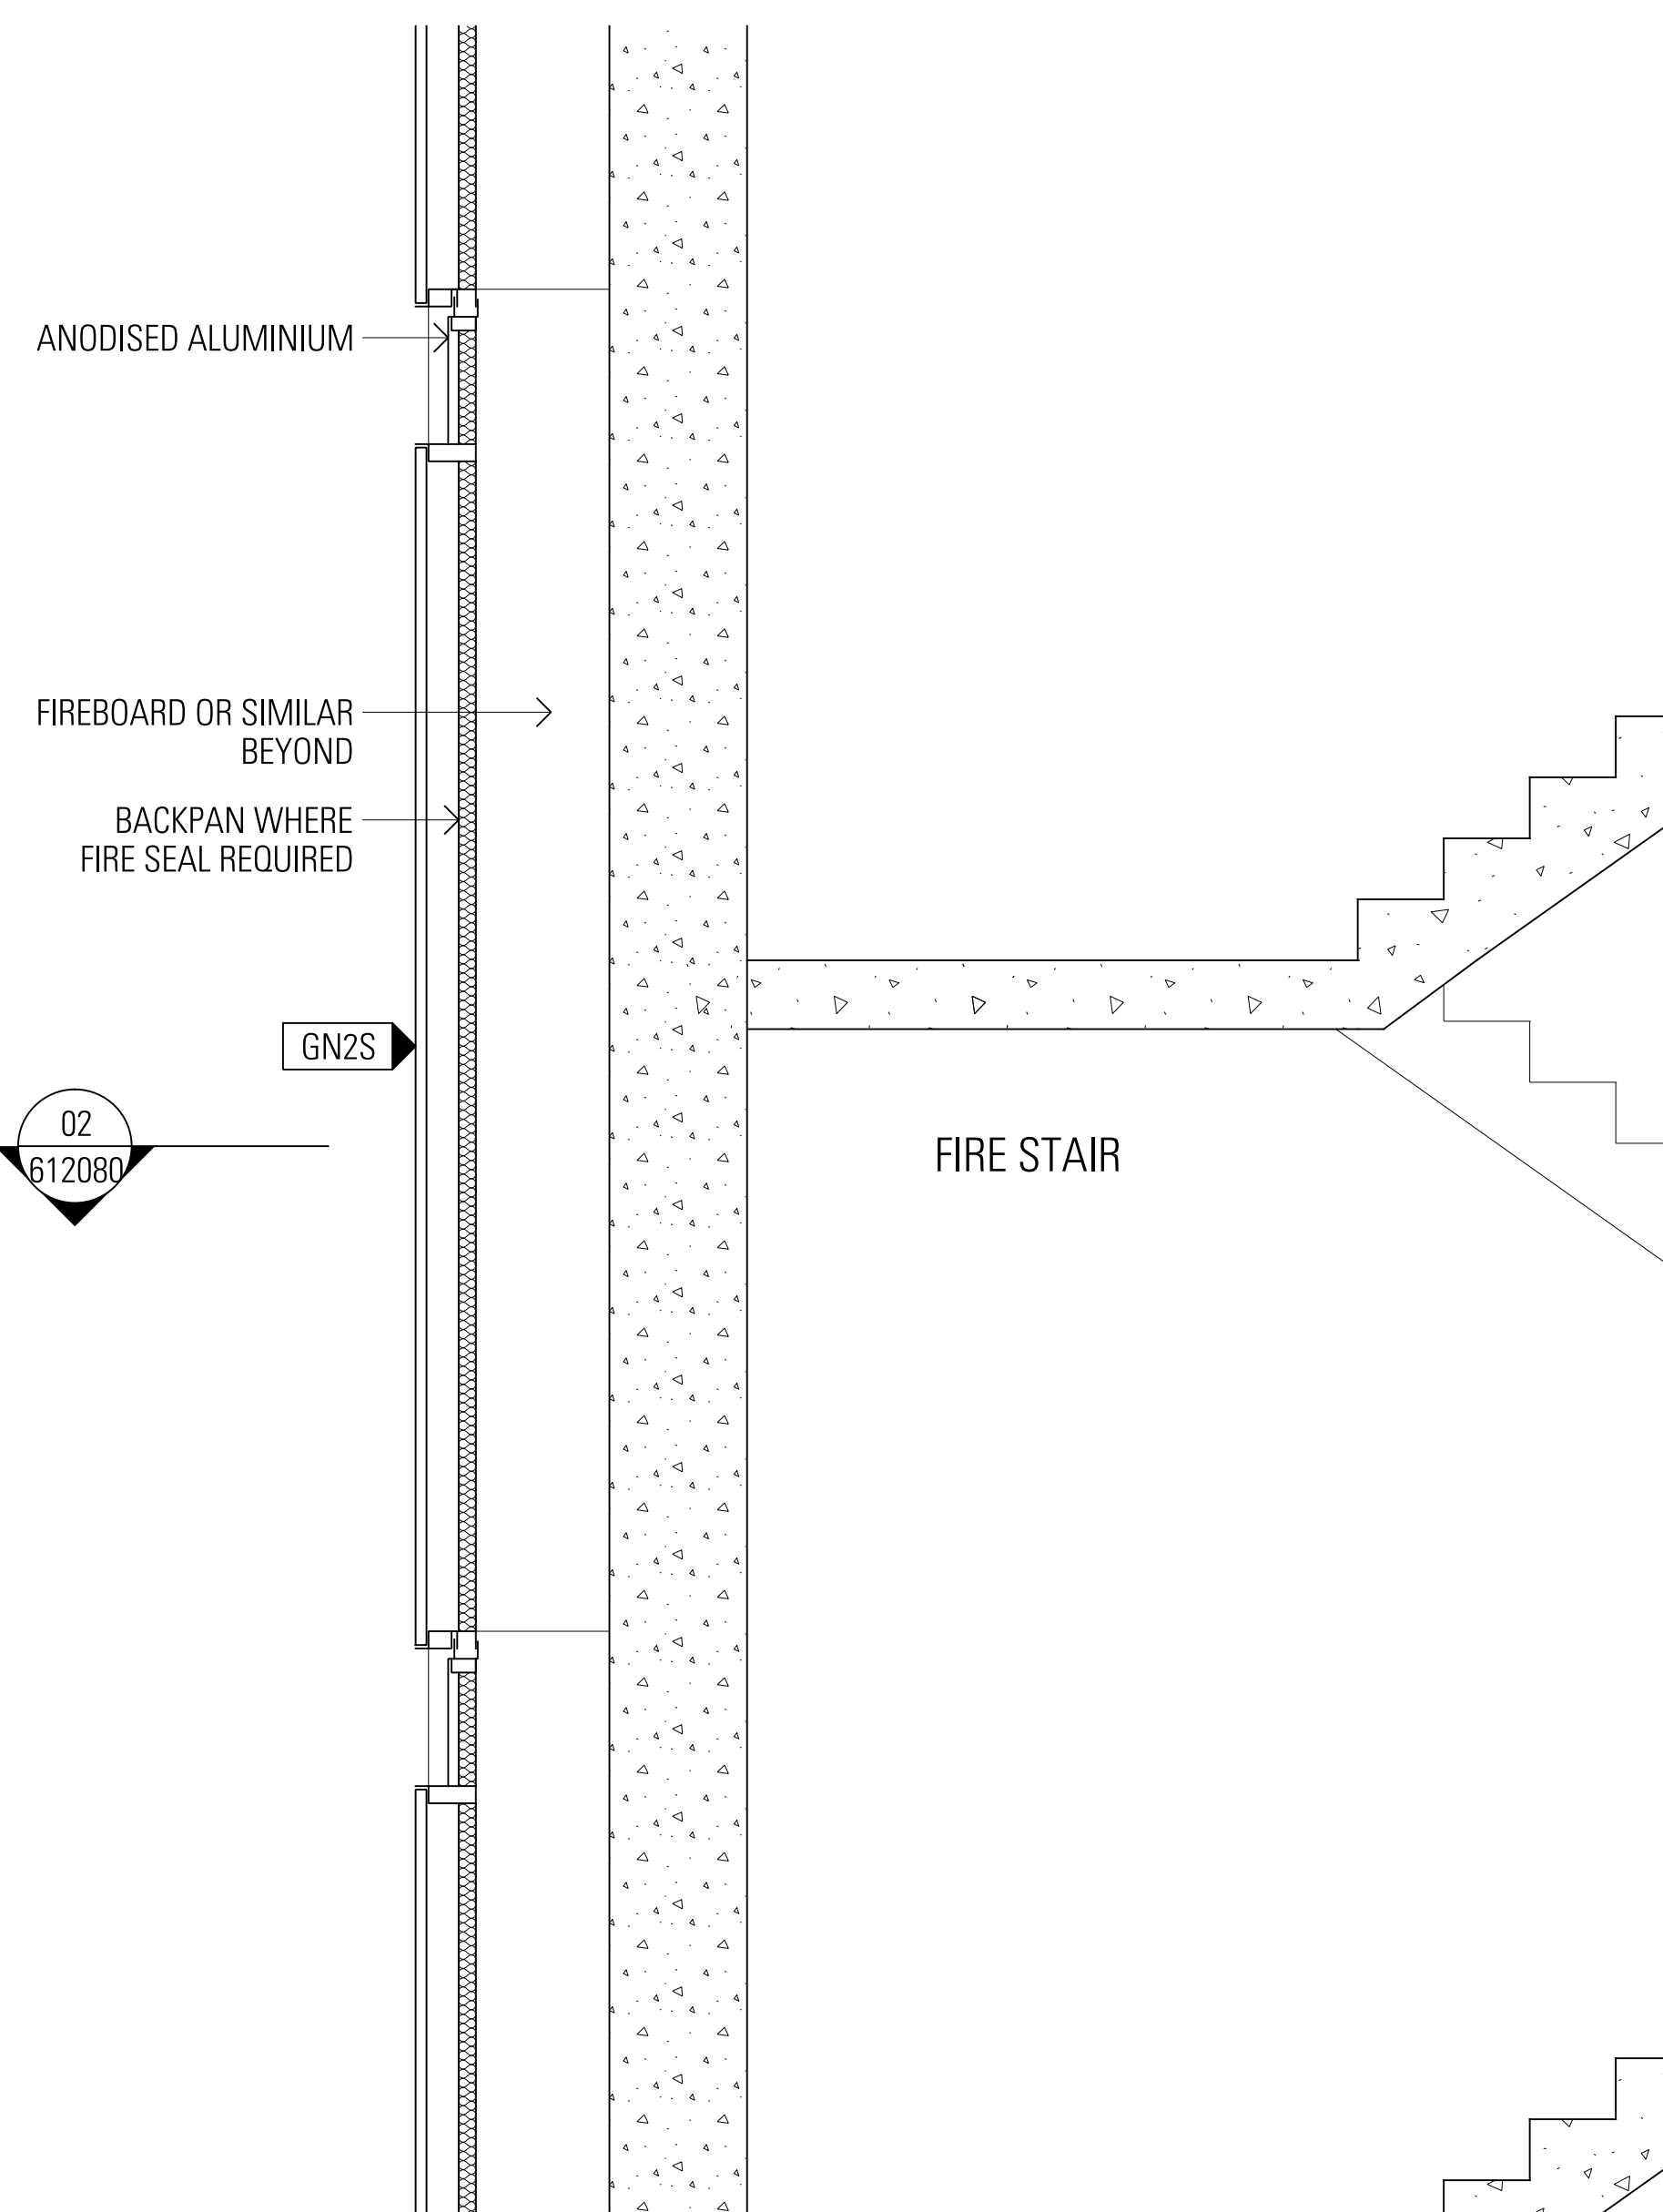 ANODISED ALUMINIUM
FIREBOARD OR SIMILAR
BEYOND
BACKPAN WHERE
FIRE SEAL REQUIRED
GN2S
02
612080
FIRE STAIR